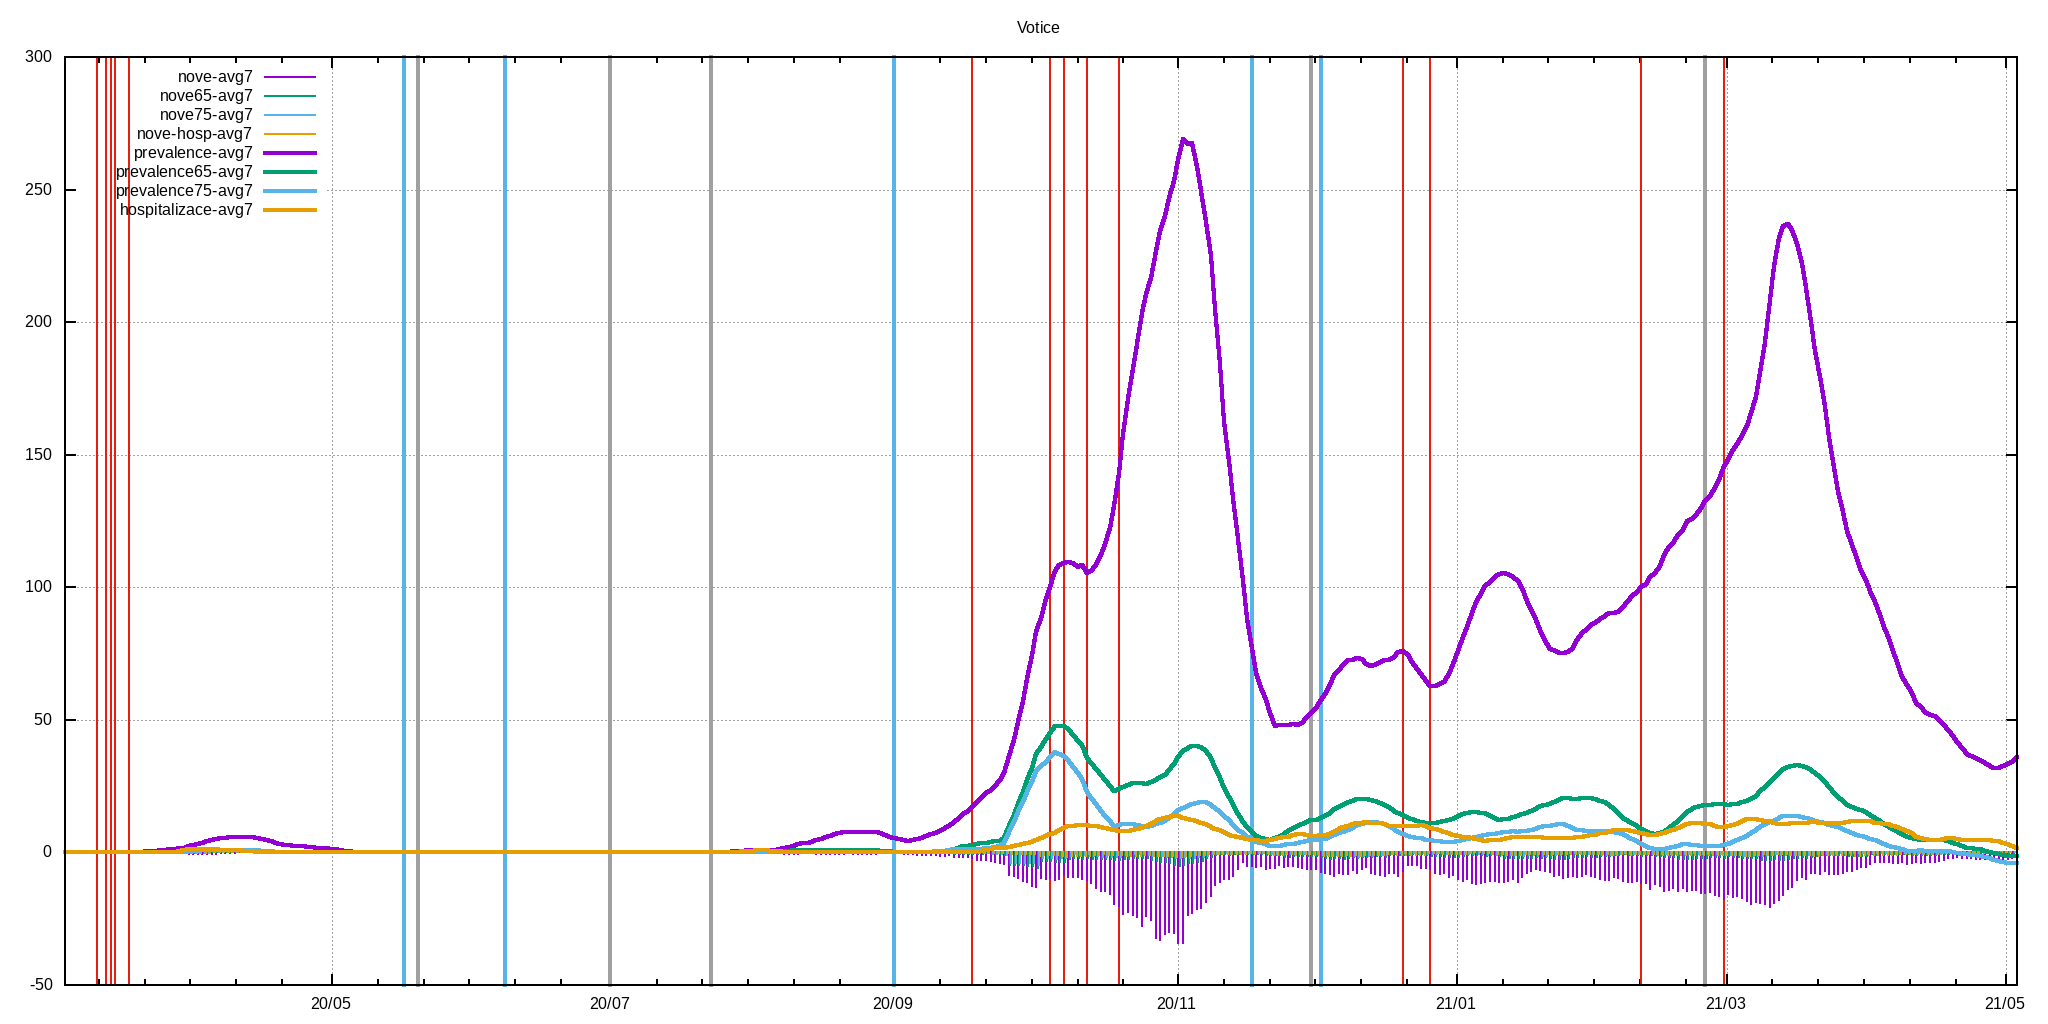 Votice
300
250
200
150
100
50
0
-50
nove-avg7
nove65-avg7
nove75-avg7
nove-hosp-avg7
prevalence-avg7
prevalence65-avg7
prevalence75-avg7
hospitalizace-avg7
20/05 20/07 20/09 20/11 21/01 21/03 21/05